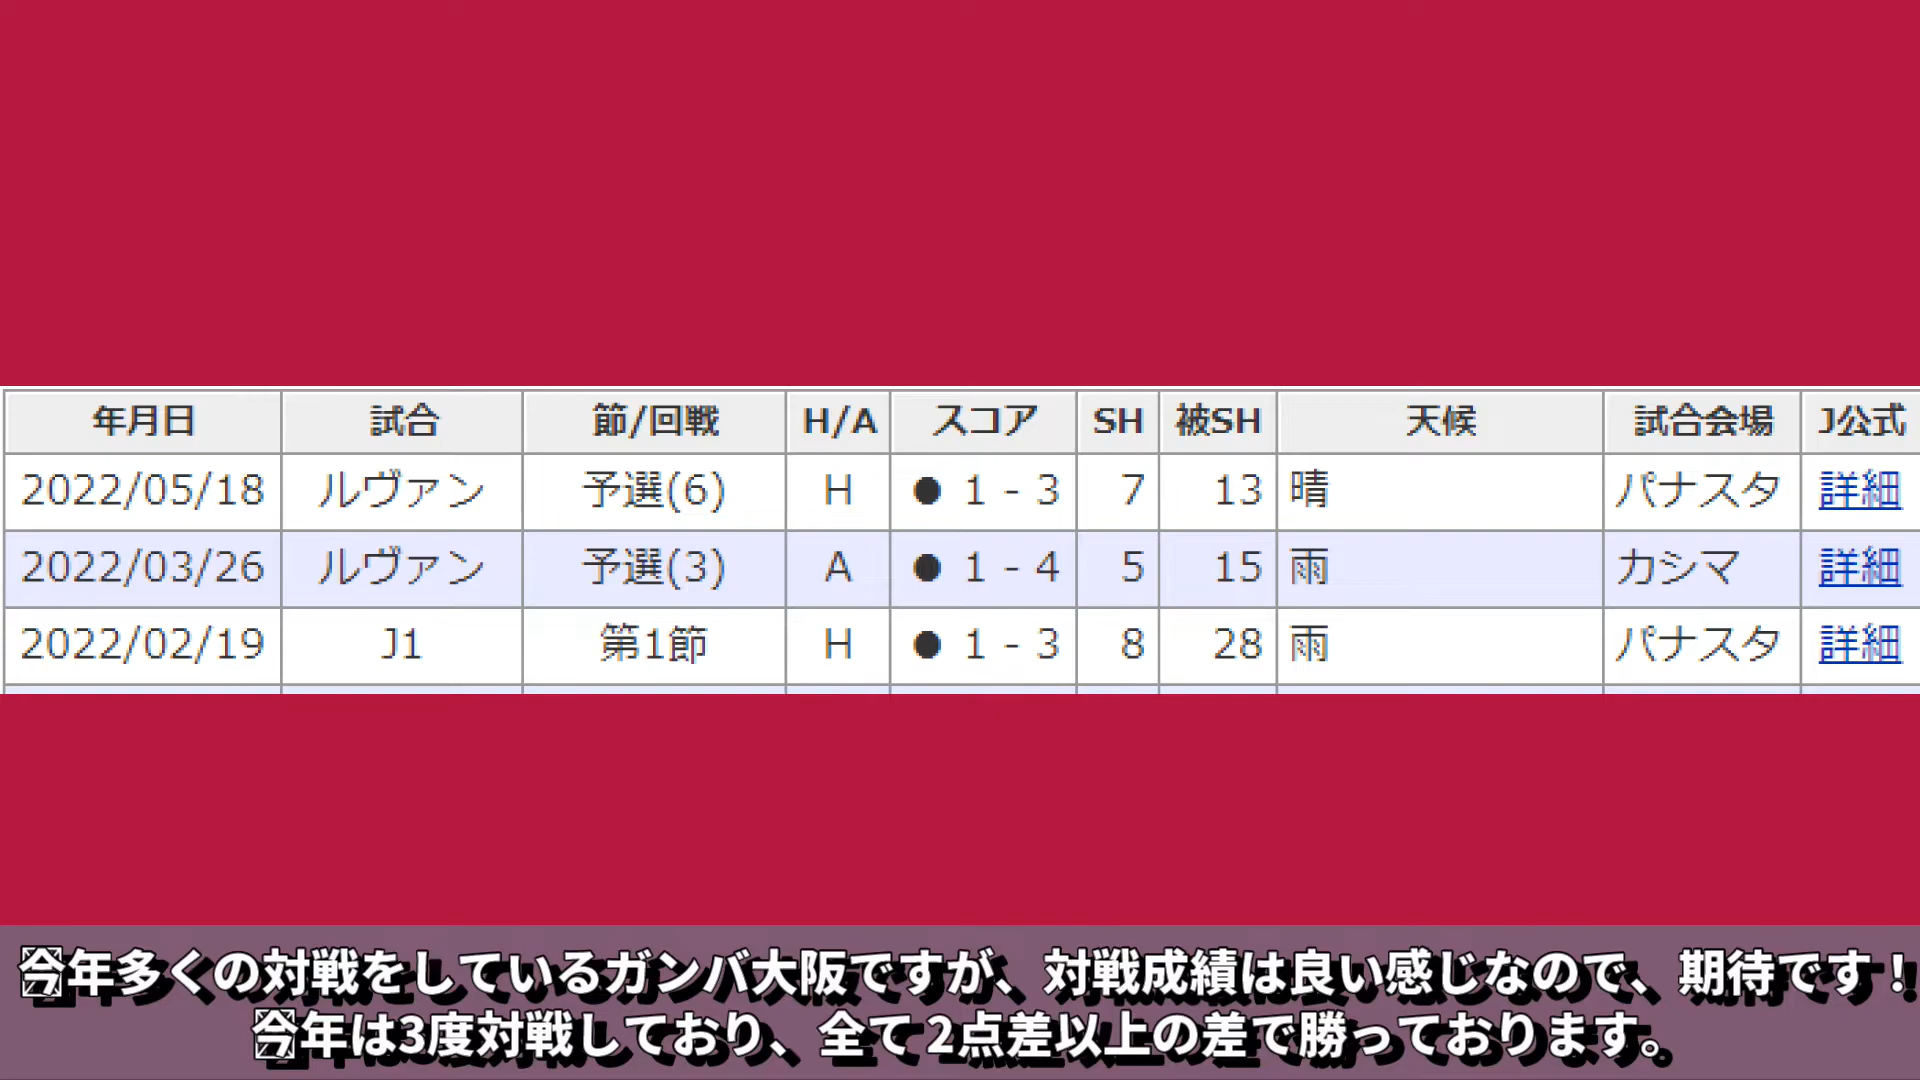 年月日 試合 節/回戦 H/A スコア SH 被SH 天候 試合会場 J公式
2022/05/18 ルヴァン 予選(6) H ● 1 - 3 7 13 晴 パナスタ 詳細
2022/03/26 ルヴァン 予選(3) A ● 1 - 4 5 15 雨 カシマ 詳細
2022/02/19 J1 第1節 H ● 1 - 3 8 28 雨 パナスタ 詳細
今年多くの対戦をしているガンバ大阪ですが、対戦成績は良い感じなので、期待です！
今年は3度対戦しており、全て2点差以上の差で勝っております。